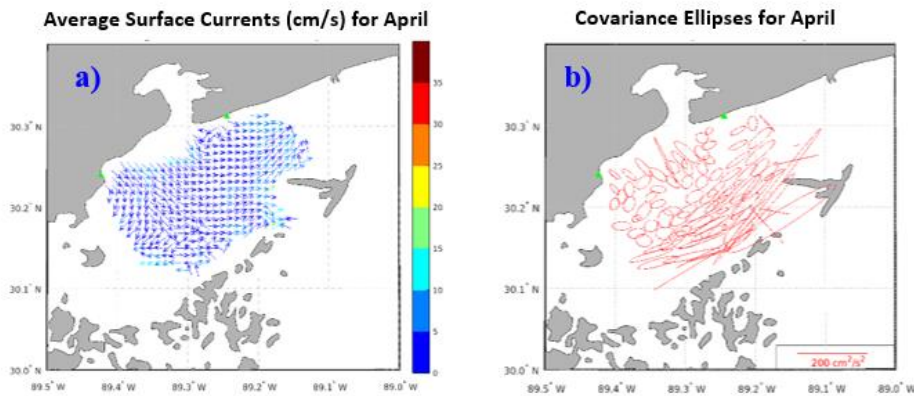 Average Surface Currents (cm/s) for April
a)
30.3° N
30.2° N
30.1° N
30.0° N
89.5° W 89.4° W 89.3° W 89.2° W 89.1° W 89.0° W
35
30
25
20
15
10
5
0
Covariance Ellipses for April
b)
30.3° N
30.2° N
30.1° N
30.0° N
89.5° W 89.4° W 89.3° W 89.2° W 89.1° W 89.0° W
200 cm²/s²